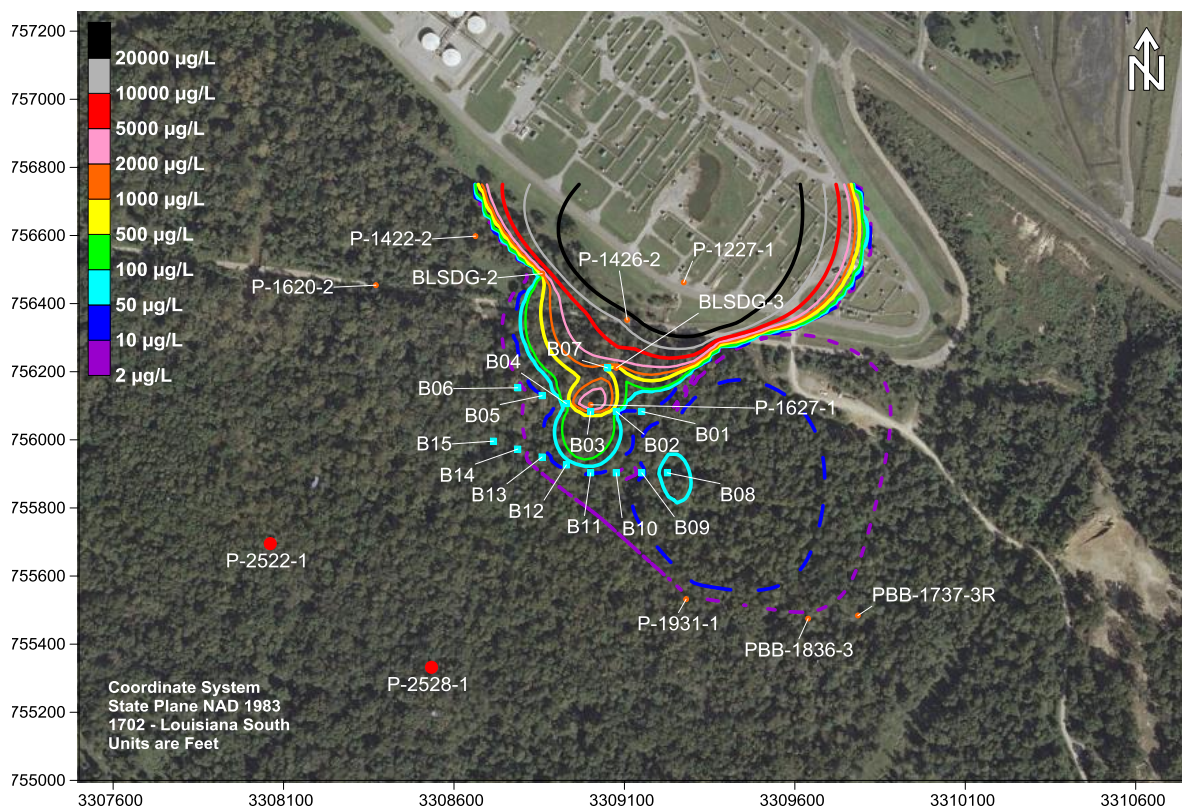 757200
757000
756800
756600
756400
756200
756000
755800
755600
755400
755200
755000
20000 µg/L
10000 µg/L
5000 µg/L
2000 µg/L
1000 µg/L
500 µg/L
100 µg/L
50 µg/L
10 µg/L
2 µg/L
N
P-1422-2
P-1620-2
BLSDG-2
P-1426-2
P-1227-1
BLSDG-3
B07
B04
B06
B05
P-1627-1
B03
B02
B01
B15
B14
B13
B12
B11
B10
B09
B08
P-2522-1
P-1931-1
PBB-1737-3R
PBB-1836-3
P-2528-1
Coordinate System
State Plane NAD 1983
1702 - Louisiana South
Units are Feet
3307600
3308100
3308600
3309100
3309600
3310100
3310600